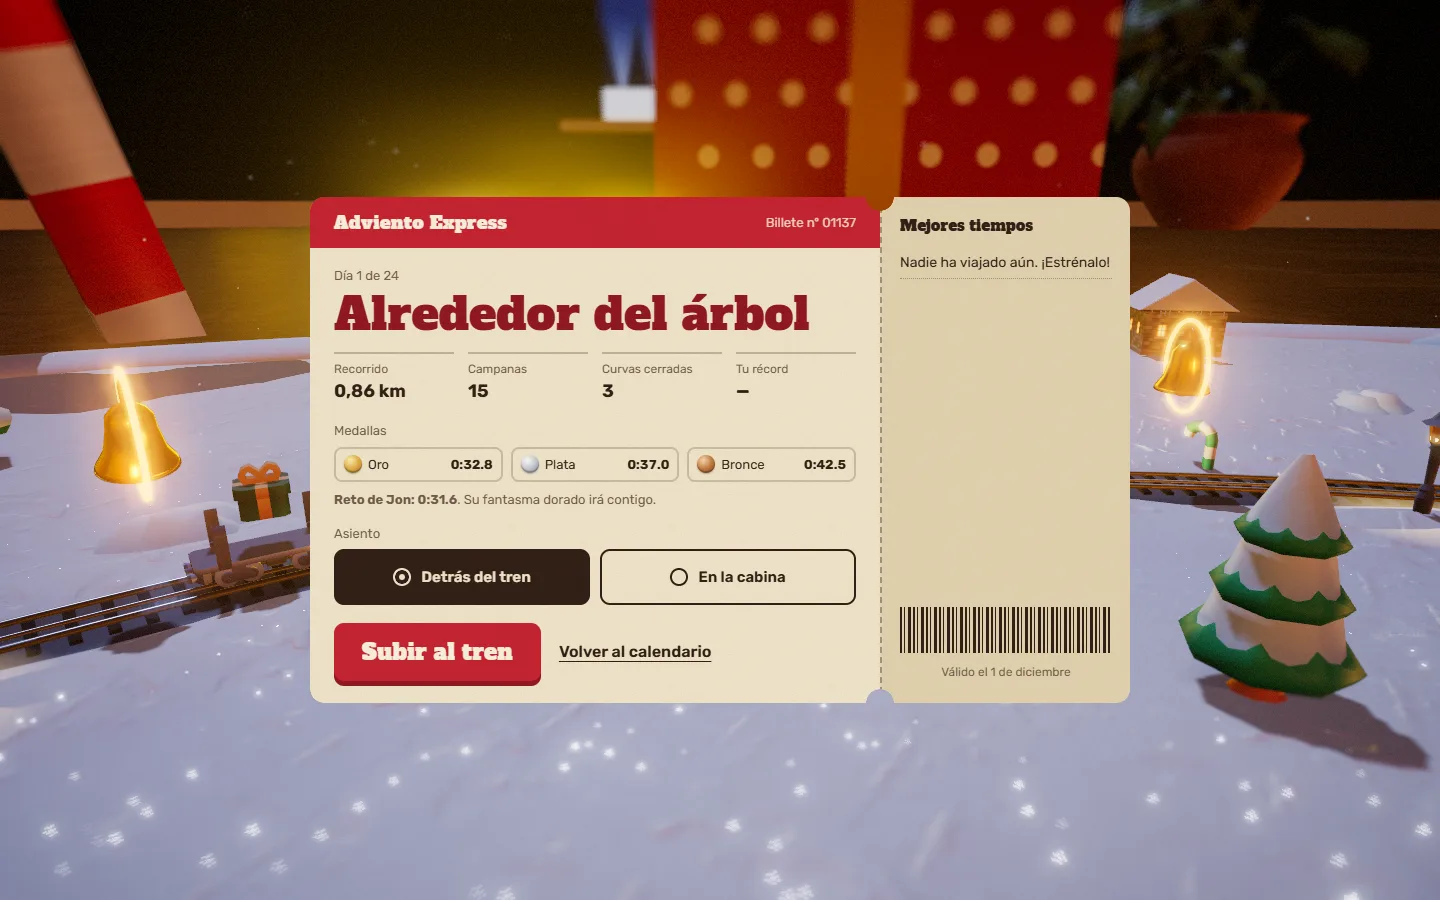 Adviento Express
Billete nº 01137
Día 1 de 24
Alrededor del árbol
Recorrido
0,86 km
Campanas
15
Curvas cerradas
3
Tu récord
–
Medallas
Oro 0:32.8
Plata 0:37.0
Bronce 0:42.5
Reto de Jon: 0:31.6. Su fantasma dorado irá contigo.
Asiento
Detrás del tren
En la cabina
Subir al tren
Volver al calendario
Mejores tiempos
Nadie ha viajado aún. ¡Estrénalo!
Válido el 1 de diciembre